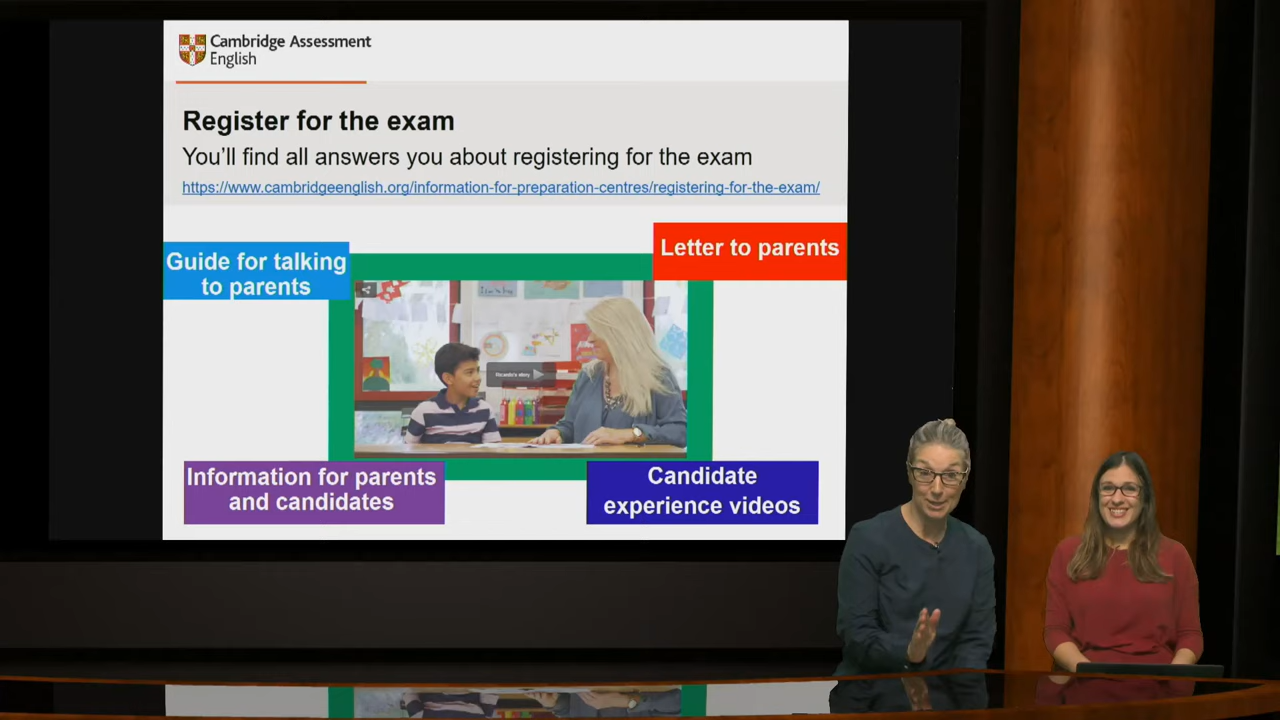 Cambridge Assessment
English
Register for the exam
You'll find all answers you about registering for the exam
https://www.cambridgeenglish.org/information-for-preparation-centres/registering-for-the-exam/
Letter to parents
Guide for talking
to parents
Ricardo's story
Information for parents
and candidates
Candidate
experience videos